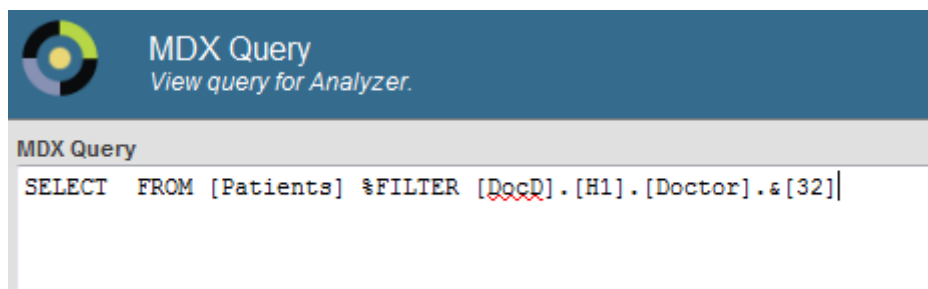 MDX Query
View query for Analyzer.
MDX Query
SELECT  FROM [Patients] %FILTER [DocD].[H1].[Doctor].&[32]